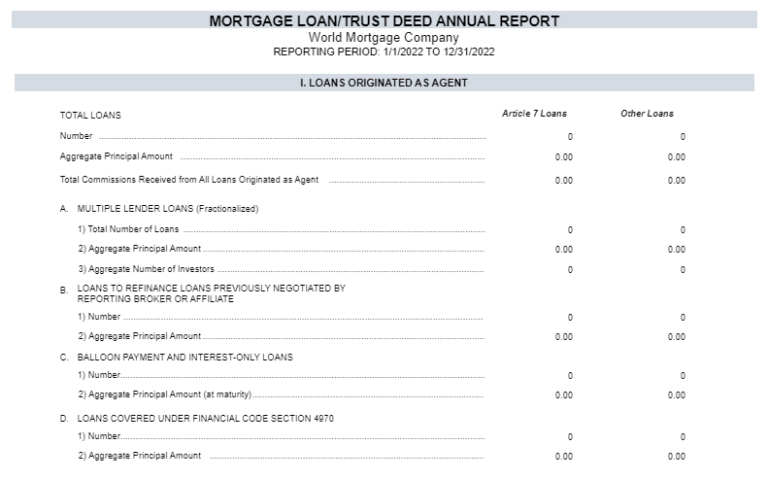 MORTGAGE LOAN/TRUST DEED ANNUAL REPORT
World Mortgage Company
REPORTING PERIOD: 1/1/2022 TO 12/31/2022
I. LOANS ORIGINATED AS AGENT
TOTAL LOANS Article 7 Loans Other Loans
Number 0 0
Aggregate Principal Amount 0.00 0.00
Total Commissions Received from All Loans Originated as Agent 0.00 0.00
A. MULTIPLE LENDER LOANS (Fractionalized)
1) Total Number of Loans 0 0
2) Aggregate Principal Amount 0.00 0.00
3) Aggregate Number of Investors 0 0
B. LOANS TO REFINANCE LOANS PREVIOUSLY NEGOTIATED BY
REPORTING BROKER OR AFFILIATE
1) Number 0 0
2) Aggregate Principal Amount 0.00 0.00
C. BALLOON PAYMENT AND INTEREST-ONLY LOANS
1) Number 0 0
2) Aggregate Principal Amount (at maturity) 0.00 0.00
D. LOANS COVERED UNDER FINANCIAL CODE SECTION 4970
1) Number 0 0
2) Aggregate Principal Amount 0.00 0.00